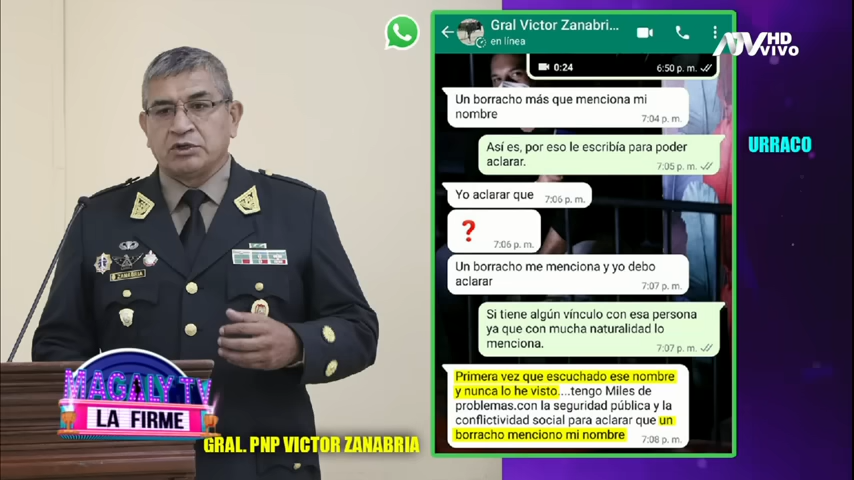 Gral Victor Zanabri...
en línea
ATV HD
VIVO
0:24
6:50 p. m.
Un borracho más que menciona mi
nombre
7:04 p. m.
Así es, por eso le escribía para poder
aclarar.
7:05 p. m.
URRACO
Yo aclarar que
7:06 p. m.
❓
7:06 p. m.
Un borracho me menciona y yo debo
aclarar
7:07 p. m.
Si tiene algún vínculo con esa persona
ya que con mucha naturalidad lo
menciona.
7:07 p. m.
Primera vez que escuchado ese nombre
y nunca lo he visto....tengo Miles de
problemas.con la seguridad pública y la
conflictividad social para aclarar que un
borracho menciono mi nombre
7:08 p. m.
ZANABRIA
MAGALY TV
LA FIRME
GRAL. PNP VICTOR ZANABRIA